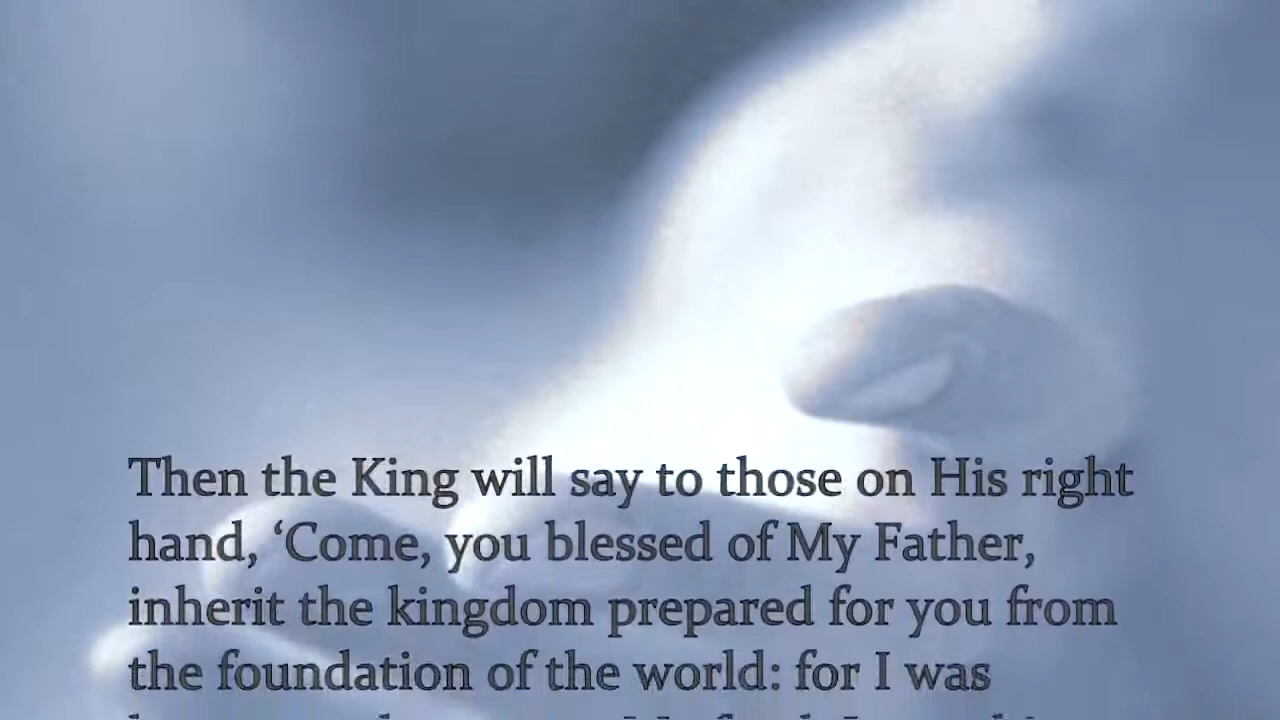 Then the King will say to those on His right
hand, ‘Come, you blessed of My Father,
inherit the kingdom prepared for you from
the foundation of the world: for I was